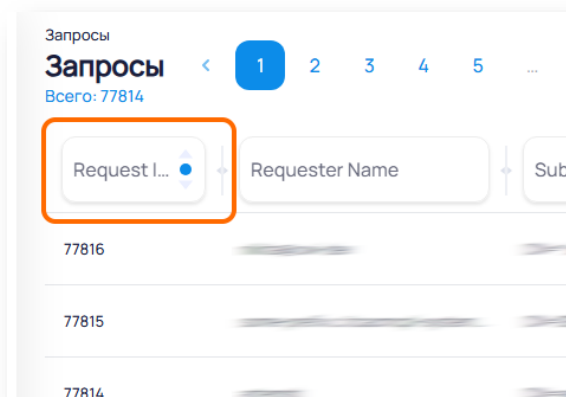 Запросы
Запросы < 1 2 3 4 5 ...
Всего: 77814
Request I... Requester Name Sub
77816
77815
77814